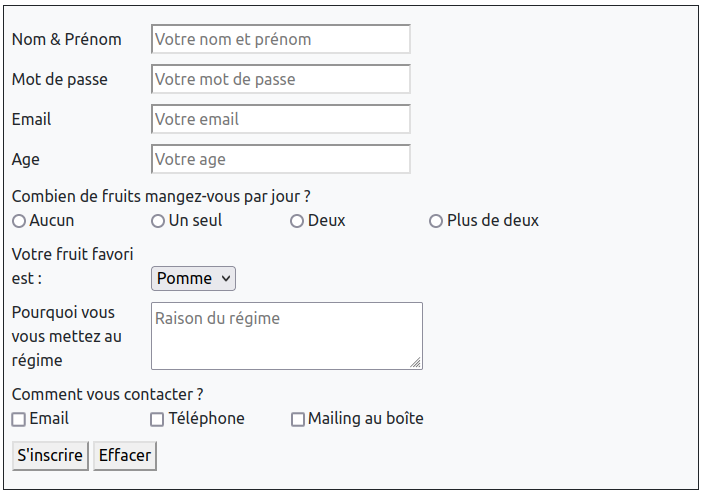 Nom & Prénom Votre nom et prénom
Mot de passe Votre mot de passe
Email Votre email
Age Votre age
Combien de fruits mangez-vous par jour ?
Aucun Un seul Deux Plus de deux
Votre fruit favori
est : Pomme
Pourquoi vous Raison du régime
vous mettez au
régime
Comment vous contacter ?
Email Téléphone Mailing au boîte
S'inscrire Effacer